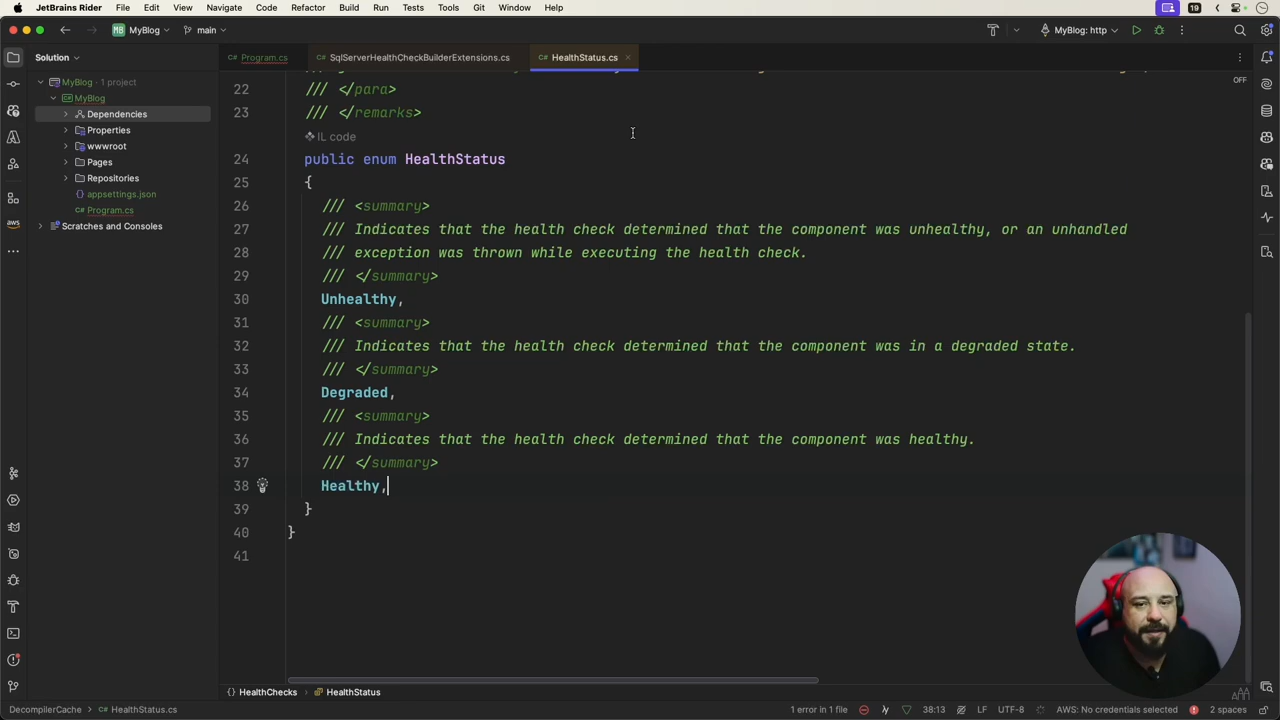 JetBrains Rider File Edit View Navigate Code Refactor Build Run Tests Tools Git Window Help 19
MB MyBlog main MyBlog: http
Solution
C# Program.cs C# SqlServerHealthCheckBuilderExtensions.cs C# HealthStatus.cs
OFF
MyBlog · 1 project
MyBlog
Dependencies
Properties
wwwroot
Pages
Repositories
{} appsettings.json
C# Program.cs
Scratches and Consoles
aws
22 /// </para>
23 /// </remarks>
IL code
24 public enum HealthStatus
25 {
26 /// <summary>
27 /// Indicates that the health check determined that the component was unhealthy, or an unhandled
28 /// exception was thrown while executing the health check.
29 /// </summary>
30 Unhealthy,
31 /// <summary>
32 /// Indicates that the health check determined that the component was in a degraded state.
33 /// </summary>
34 Degraded,
35 /// <summary>
36 /// Indicates that the health check determined that the component was healthy.
37 /// </summary>
38 Healthy,
39 }
40 }
41
{} HealthChecks › HealthStatus
DecompilerCache › HealthStatus.cs 1 error in 1 file 38:13 LF UTF-8 AWS: No credentials selected 2 spaces